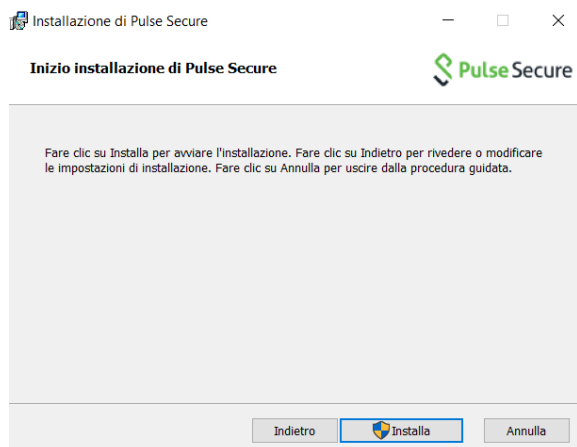 Installazione di Pulse Secure
Inizio installazione di Pulse Secure
Pulse Secure
Fare clic su Installa per avviare l'installazione. Fare clic su Indietro per rivedere o modificare
le impostazioni di installazione. Fare clic su Annulla per uscire dalla procedura guidata.
Indietro
Installa
Annulla